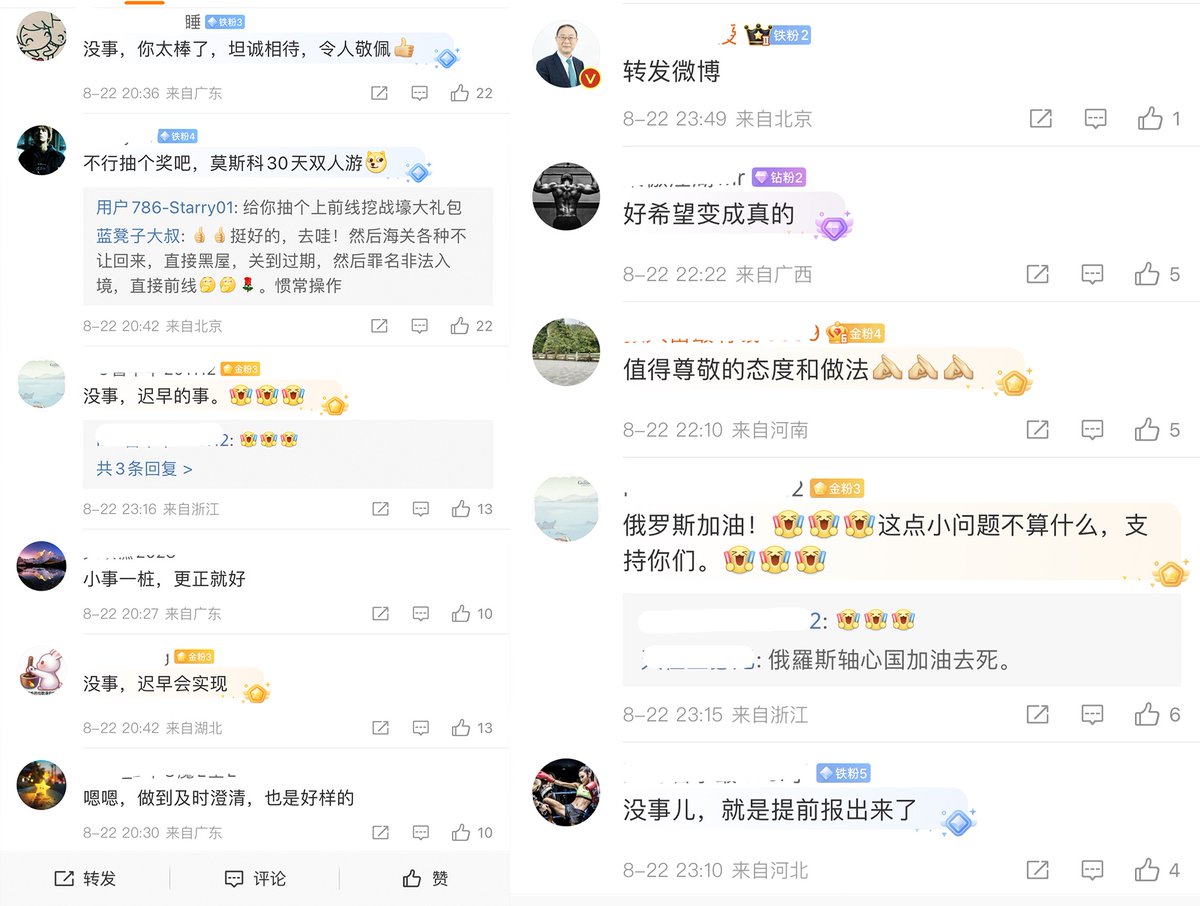 睡 铁粉3
没事，你太棒了，坦诚相待，令人敬佩
8-22 20:36 来自广东 22
铁粉4
不行抽个奖吧，莫斯科30天双人游
用户786-Starry01: 给你抽个上前线挖战壕大礼包
蓝凳子大叔: 挺好的，去哇！然后海关各种不
让回来，直接黑屋，关到过期，然后罪名非法入
境，直接前线。惯常操作
8-22 20:42 来自北京 22
金粉3
没事，迟早的事。
2:
共3条回复 >
8-22 23:16 来自浙江 13
小事一桩，更正就好
8-22 20:27 来自广东 10
金粉3
没事，迟早会实现
8-22 20:42 来自湖北 13
嗯嗯，做到及时澄清，也是好样的
8-22 20:30 来自广东 10
转发 评论 赞
铁粉2
转发微博
8-22 23:49 来自北京 1
钻粉2
好希望变成真的
8-22 22:22 来自广西 5
金粉4
值得尊敬的态度和做法
8-22 22:10 来自河南 5
2 金粉3
俄罗斯加油！这点小问题不算什么，支
持你们。
2:
: 俄羅斯轴心国加油去死。
8-22 23:15 来自浙江 6
铁粉5
没事儿，就是提前报出来了
8-22 23:10 来自河北 4